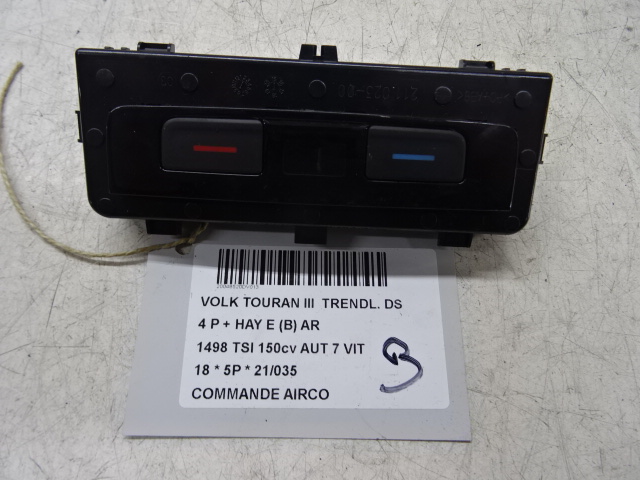 VOLK TOURAN III TRENDL. DS
4 P + HAY E (B) AR
1498 TSI 150cv AUT 7 VIT
18 * 5P * 21/035
COMMANDE AIRCO